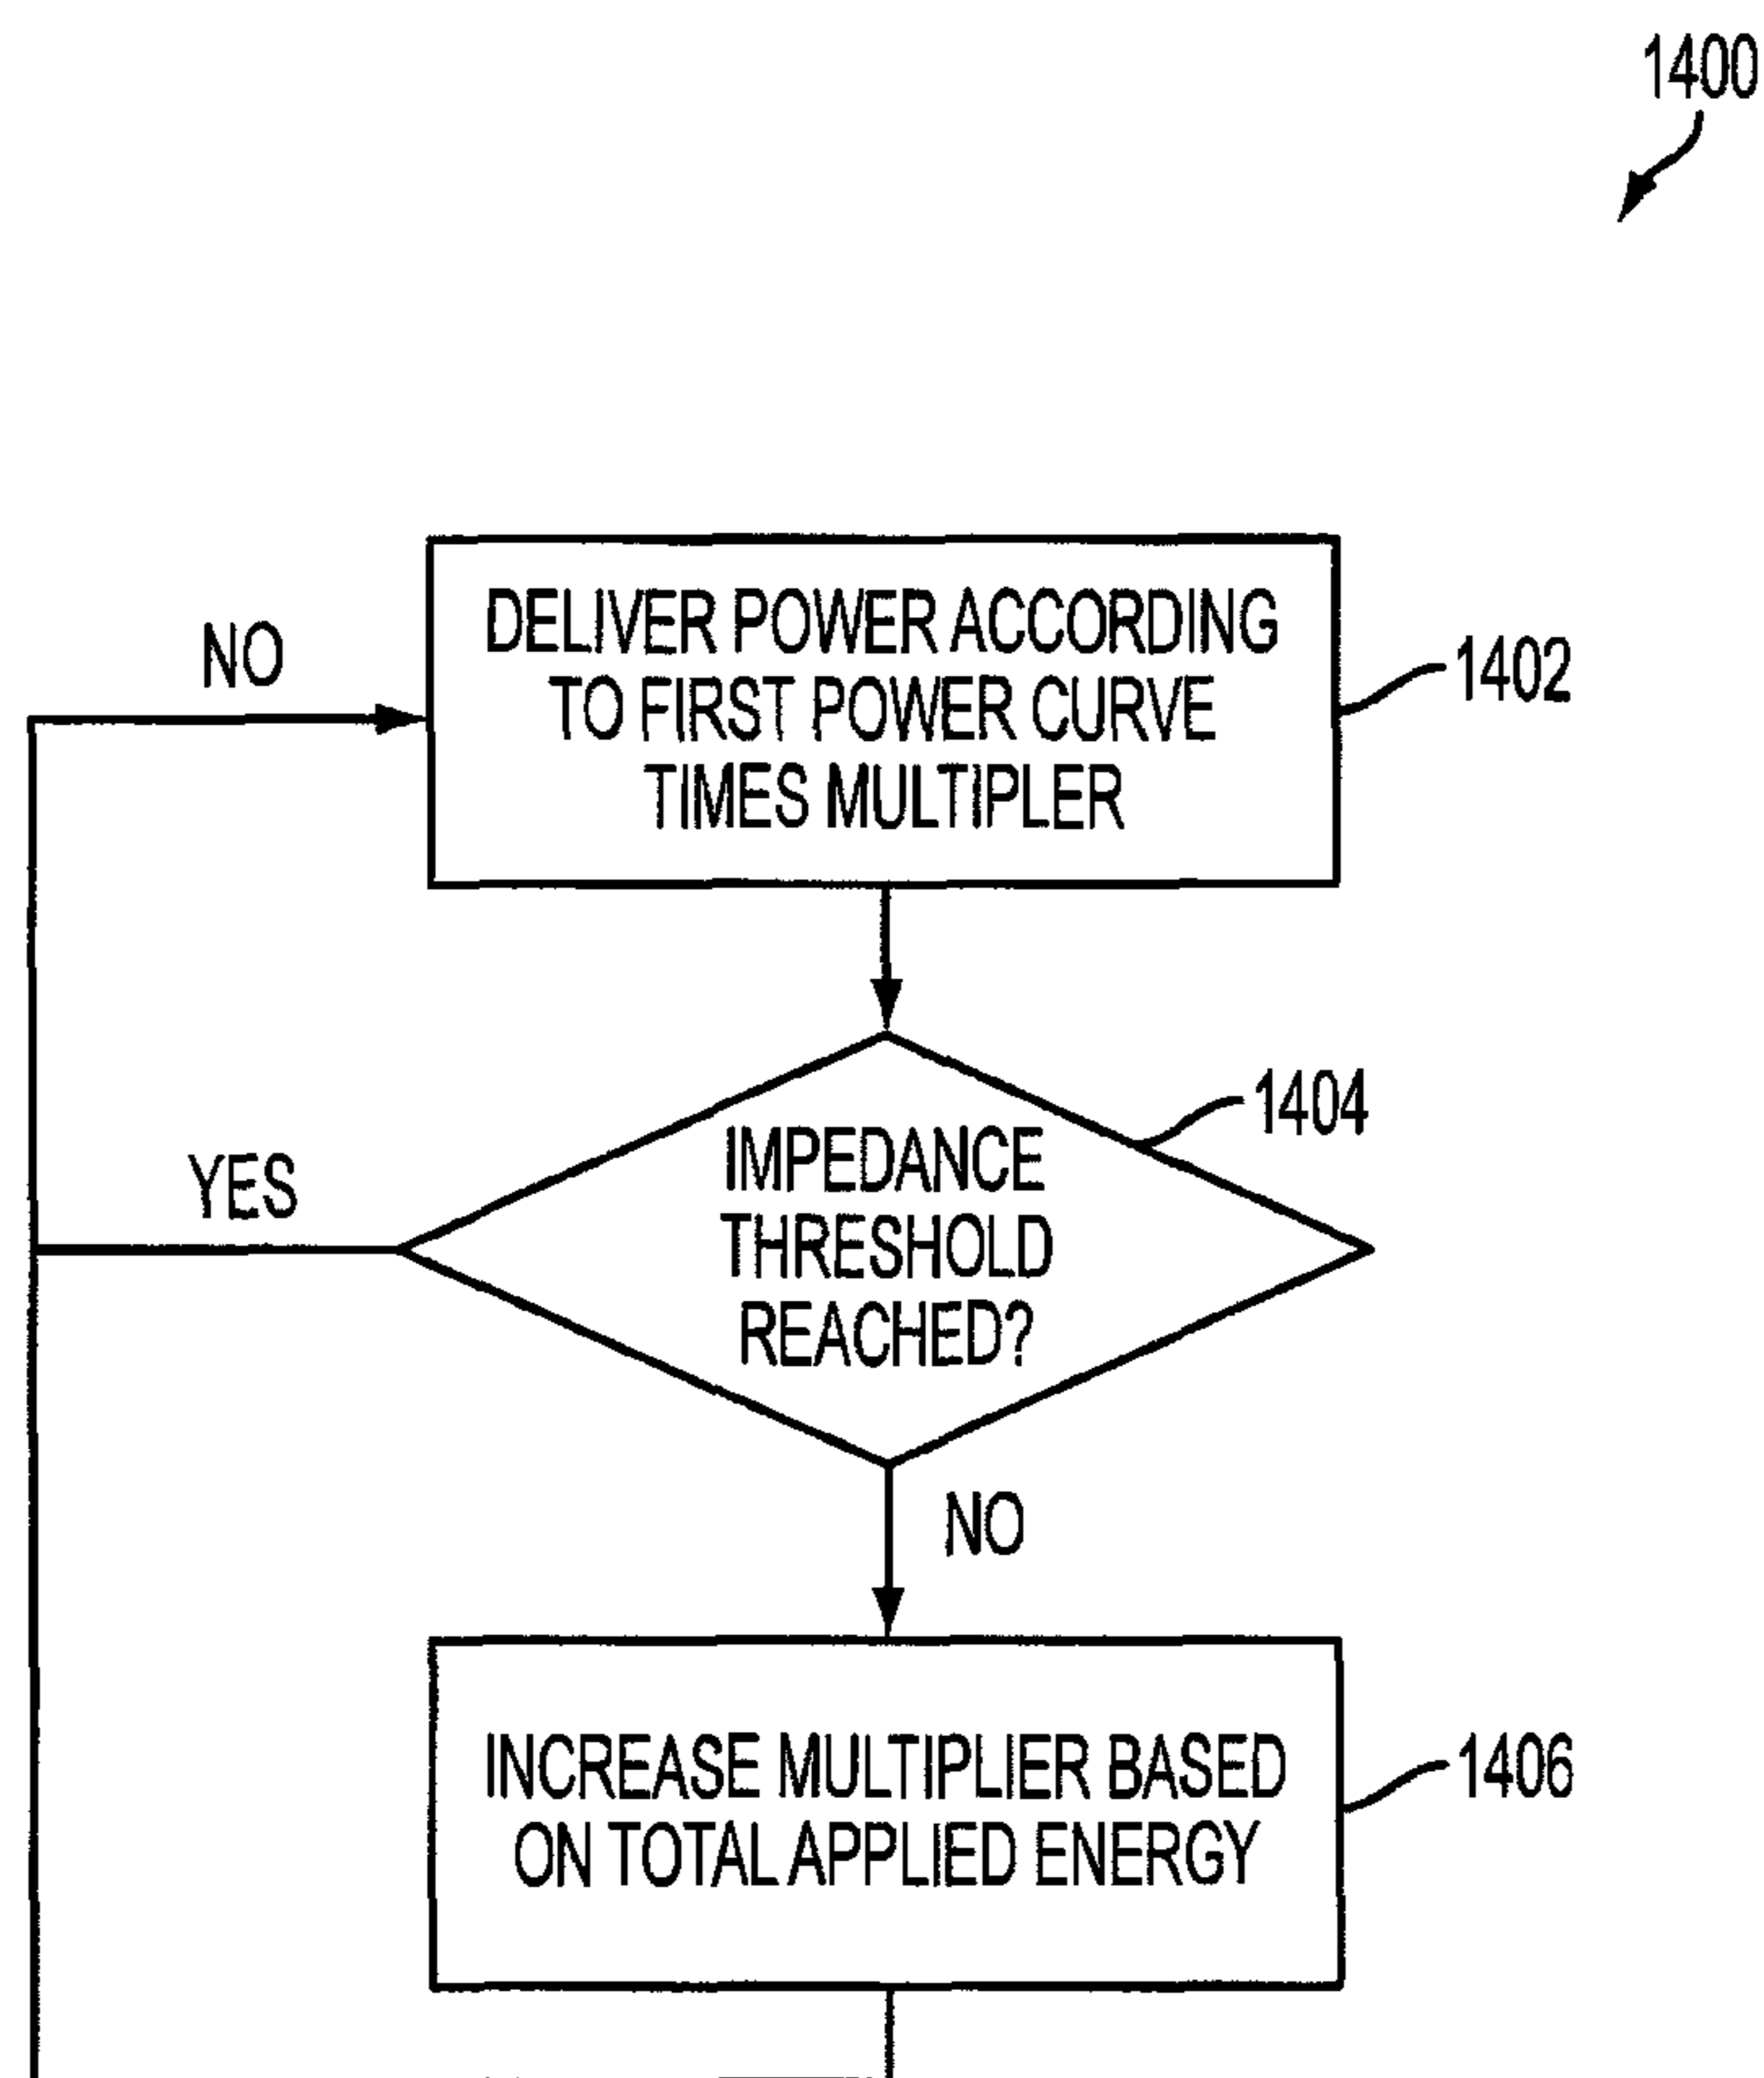 1400
DELIVER POWER ACCORDING
TO FIRST POWER CURVE
TIMES MULTIPLER
1402
NO
1404
IMPEDANCE
THRESHOLD
REACHED?
YES
NO
INCREASE MULTIPLIER BASED
ON TOTAL APPLIED ENERGY
1406